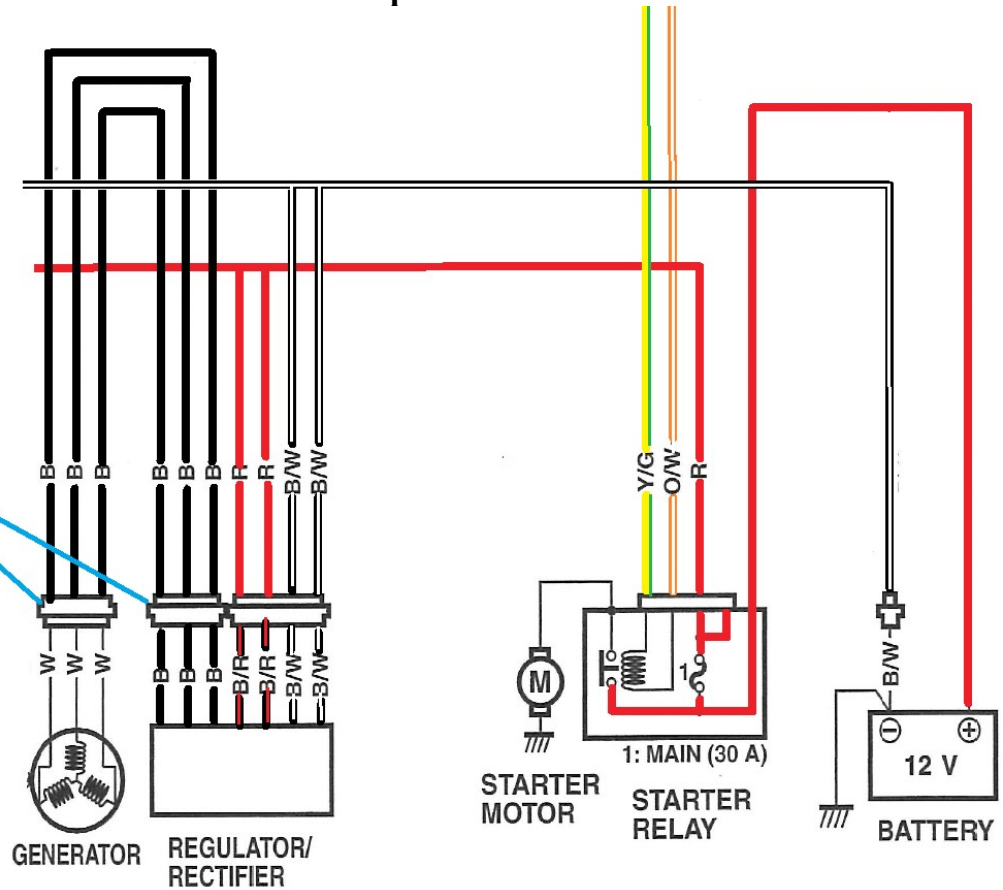 B
B
B
B
B
B
R
R
B/W
B/W
Y/G
O/W
R
W
W
W
B
B
B
B/R
B/R
B/W
B/W
B/W
M
1
1: MAIN (30 A)
12 V
GENERATOR
REGULATOR/
RECTIFIER
STARTER
MOTOR
STARTER
RELAY
BATTERY